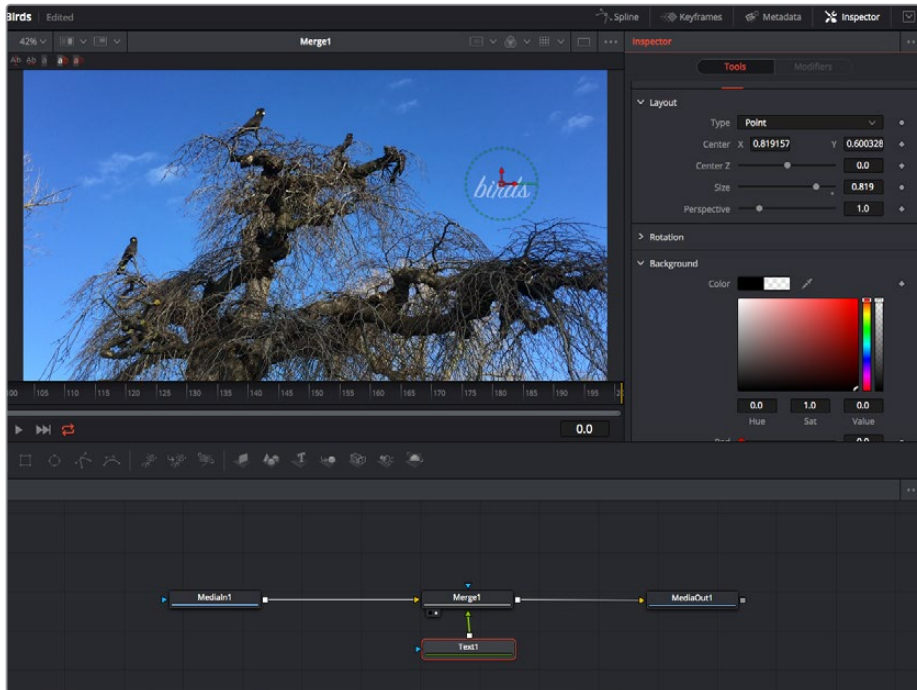 Birds Edited
Spline
Keyframes
Metadata
Inspector
42%
Merge1
Inspector
Tools
Modifiers
Layout
Type Point
Center X 0.819157 Y 0.600328
Center Z 0.0
Size 0.819
Perspective 1.0
Rotation
Background
Color
0.0 1.0 0.0
Hue Sat Value
birds
105 110 115 120 125 130 135 140 145 150 155 160 165 170 175 180 185 190 195
0.0
MediaIn1
Merge1
MediaOut1
Text1